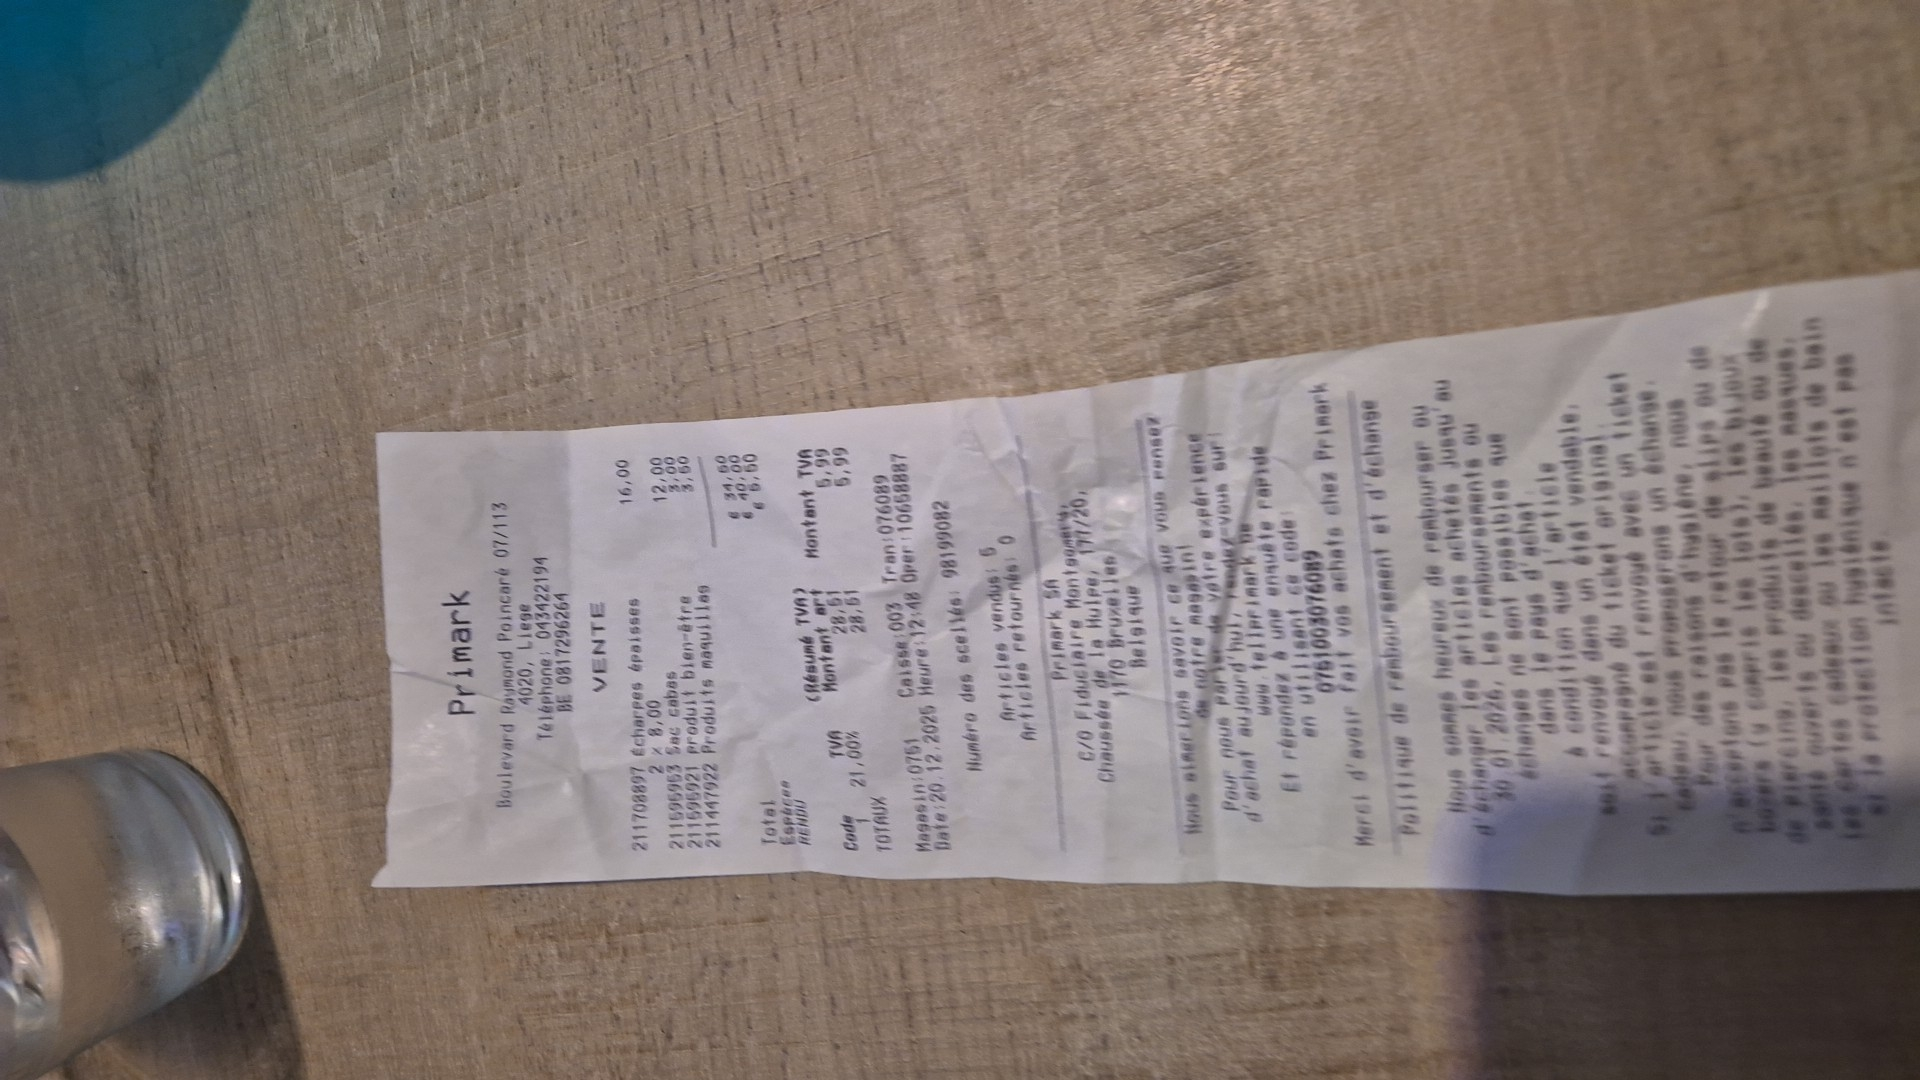 Primark
Boulevard Raymond Poincaré 07/113
4020, Liege
Téléphone: 043422194
BE 0817296264
VENTE
211708897 Écharpes épaisses 16,00
2 x 8,00
211595953 Sac cabas 12,00
211595921 Produit bien-être 3,00
211447922 Produits maquillas 3,50
Total € 34,50
Espèces € 40,00
RENDU € 5,50
(Résumé TVA)
Code TVA Montant art Montant TVA
1 21,00% 28,51 5,99
TOTAUX 28,51 5,99
Magasin:0751 Caisse:003 Tran:076089
Date:20.12.2025 Heure:12:48 Oper:1068887
Numéro des scellés: 98199082
Articles vendus: 5
Articles retournés: 0
Primark SA
C/O Fiduciaire Montgomery,
Chaussée de la Hulpe, 177/20,
1170 Bruxelles
Belgique
Nous aimerions savoir ce que vous pensez
de notre magasin!
Pour nous parler de votre expérience
d'achat aujourd'hui, rendez-vous sur:
www.tellprimark.be
Et répondez à une enquête rapide
en utilisant ce code:
0751003076089
Merci d'avoir fait vos achats chez Primark
Politique de remboursement et d'échange
Nous sommes heureux de rembourser ou
d'échanger les articles achetés jusqu'au
30 01 2026. Les remboursements ou
échanges ne sont possibles que
dans le pays d'achat.
à condition que l'article
soit renvoyé dans un état vendable,
accompagné du ticket original.
Si l'article est renvoyé avec un ticket
cadeau, nous proposerons un échange.
Pour des raisons d'hygiène, nous
n'acceptons pas le retour de slips ou de
boxers (y compris les lots), les bijoux
de piercing, les produits de beauté ou de
santé ouverts ou descellés, les masques,
les cartes cadeaux ou les maillots de bain
si la protection hygiénique n'est pas
intacte.